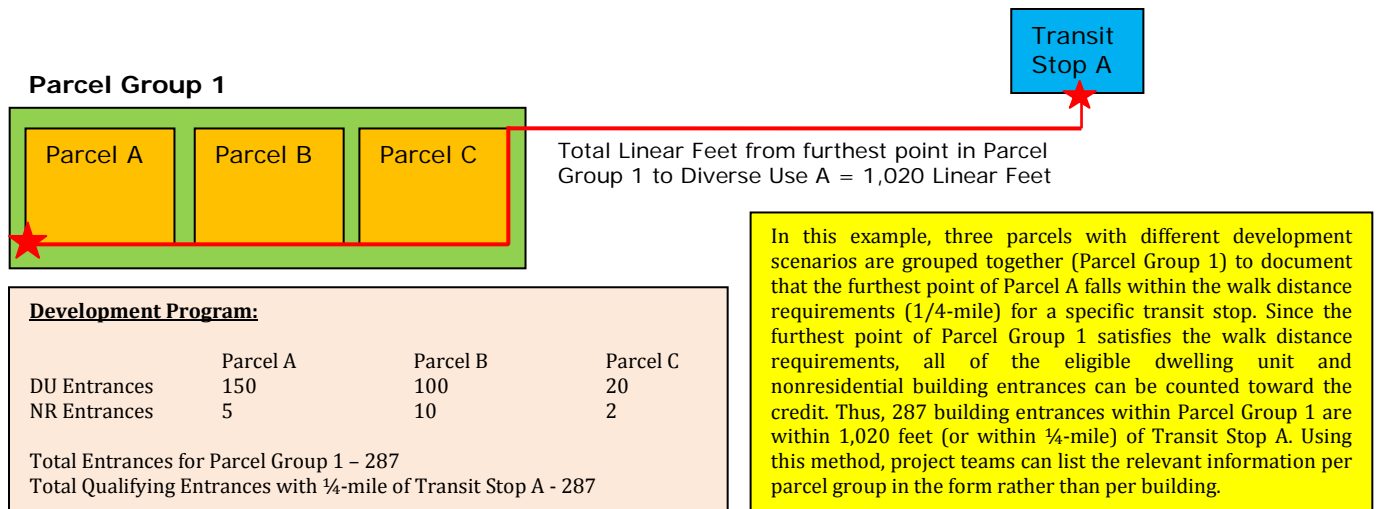 Transit
Stop A
Parcel Group 1
Parcel A
Parcel B
Parcel C
Total Linear Feet from furthest point in Parcel
Group 1 to Diverse Use A = 1,020 Linear Feet
Development Program:
Parcel A Parcel B Parcel C
DU Entrances 150 100 20
NR Entrances 5 10 2
Total Entrances for Parcel Group 1 – 287
Total Qualifying Entrances with ¼-mile of Transit Stop A - 287
In this example, three parcels with different development
scenarios are grouped together (Parcel Group 1) to document
that the furthest point of Parcel A falls within the walk distance
requirements (1/4-mile) for a specific transit stop. Since the
furthest point of Parcel Group 1 satisfies the walk distance
requirements, all of the eligible dwelling unit and
nonresidential building entrances can be counted toward the
credit. Thus, 287 building entrances within Parcel Group 1 are
within 1,020 feet (or within ¼-mile) of Transit Stop A. Using
this method, project teams can list the relevant information per
parcel group in the form rather than per building.